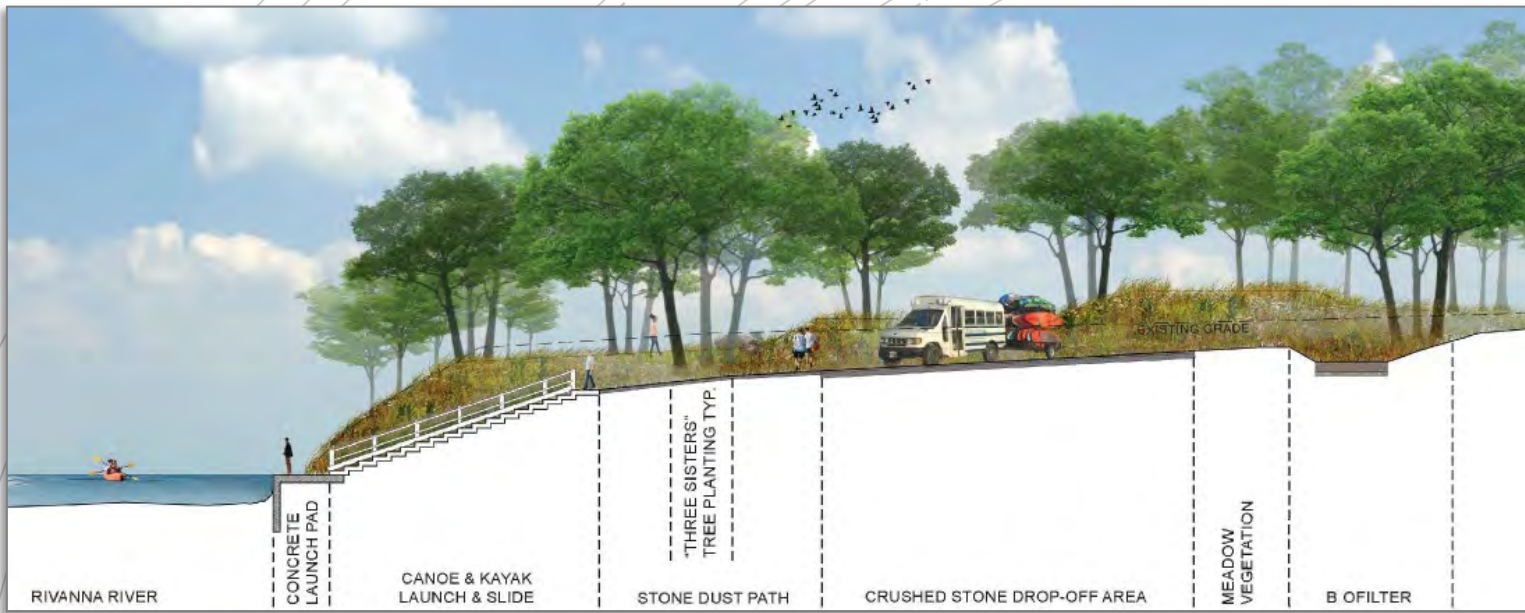 EXISTING GRADE
RIVANNA RIVER
CONCRETE
LAUNCH PAD
CANOE & KAYAK
LAUNCH & SLIDE
STONE DUST PATH
"THREE SISTERS"
TREE PLANTING TYP.
CRUSHED STONE DROP-OFF AREA
MEADOW
VEGETATION
B OFILTER